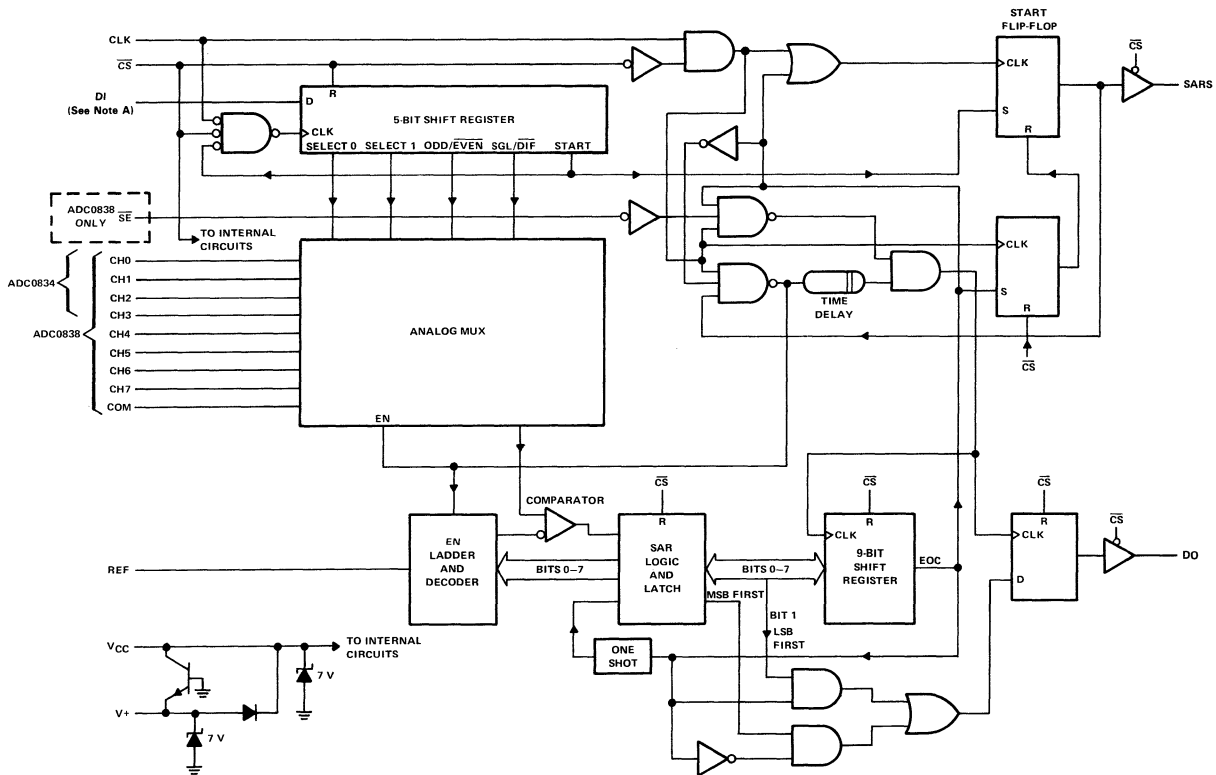 START
FLIP-FLOP
CLK
CS
DI
(See Note A)
D
R
5-BIT SHIFT REGISTER
CLK
SELECT 0
SELECT 1
ODD/EVEN
SGL/DIF
START
CLK
S
R
CS
SARS
ADC0838
ONLY
SE
TO INTERNAL
CIRCUITS
CH0
CH1
CH2
CH3
CH4
CH5
CH6
CH7
COM
ADC0834
ADC0838
ANALOG MUX
EN
TIME
DELAY
CLK
S
R
CS
COMPARATOR
EN
LADDER
AND
DECODER
REF
BITS 0–7
CS
R
SAR
LOGIC
AND
LATCH
BITS 0–7
MSB FIRST
BIT 1
LSB
FIRST
CS
R
CLK
9-BIT
SHIFT
REGISTER
EOC
CS
R
CLK
D
CS
DO
ONE
SHOT
VCC
TO INTERNAL
CIRCUITS
7 V
V+
7 V